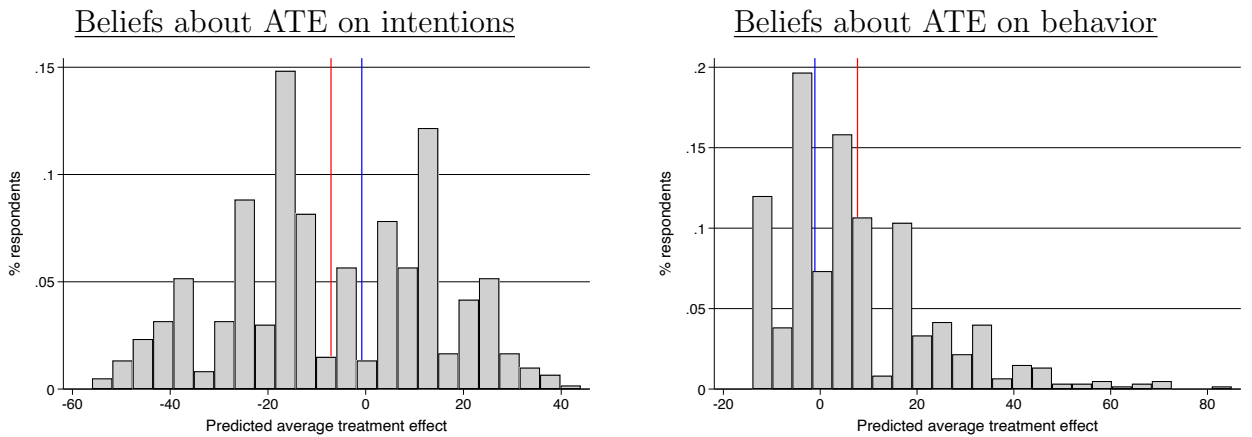 Beliefs about ATE on intentions
.15
.1
.05
0
% respondents
-60 -40 -20 0 20 40
Predicted average treatment effect
Beliefs about ATE on behavior
.2
.15
.1
.05
0
% respondents
-20 0 20 40 60 80
Predicted average treatment effect